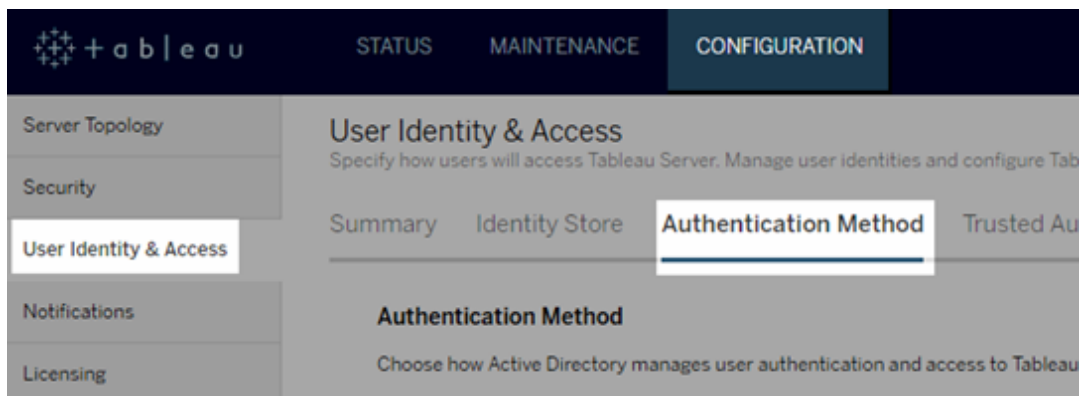 +ableau
STATUS MAINTENANCE CONFIGURATION
Server Topology
Security
User Identity & Access
Notifications
Licensing
User Identity & Access
Specify how users will access Tableau Server. Manage user identities and configure Tab
Summary Identity Store Authentication Method Trusted Au
Authentication Method
Choose how Active Directory manages user authentication and access to Tableau